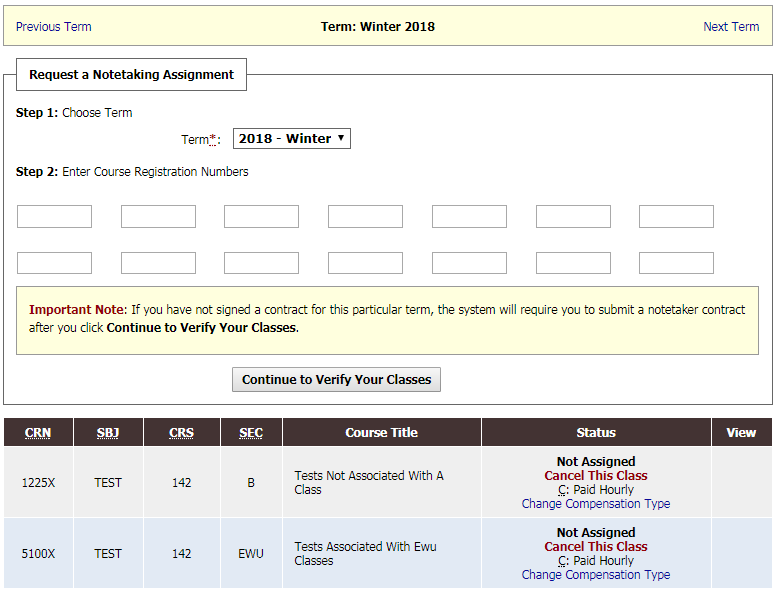 Previous Term Term: Winter 2018 Next Term
Request a Notetaking Assignment
Step 1: Choose Term
Term*: 2018 - Winter
Step 2: Enter Course Registration Numbers
Important Note: If you have not signed a contract for this particular term, the system will require you to submit a notetaker contract
after you click Continue to Verify Your Classes.
Continue to Verify Your Classes
CRN SBJ CRS SEC Course Title Status View
1225X TEST 142 B Tests Not Associated With A
Class
Not Assigned
Cancel This Class
C: Paid Hourly
Change Compensation Type
5100X TEST 142 EWU Tests Associated With Ewu
Classes
Not Assigned
Cancel This Class
C: Paid Hourly
Change Compensation Type